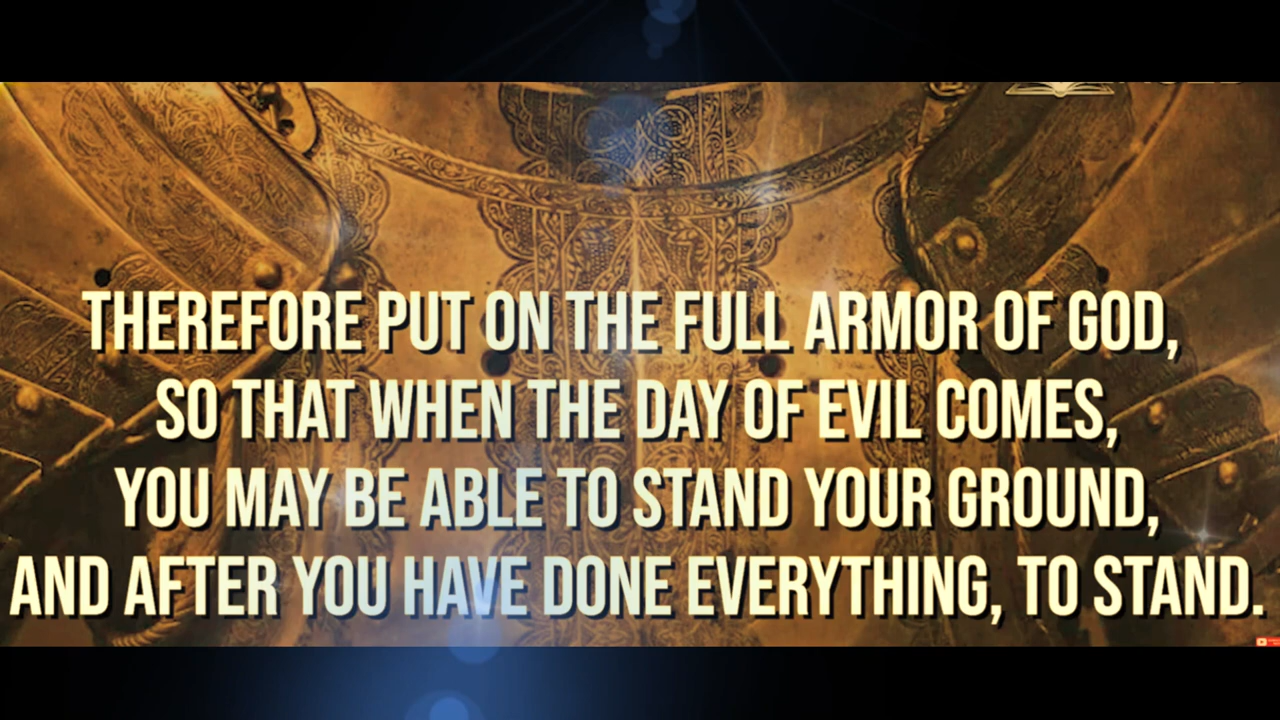 THEREFORE PUT ON THE FULL ARMOR OF GOD,
SO THAT WHEN THE DAY OF EVIL COMES,
YOU MAY BE ABLE TO STAND YOUR GROUND,
AND AFTER YOU HAVE DONE EVERYTHING, TO STAND.